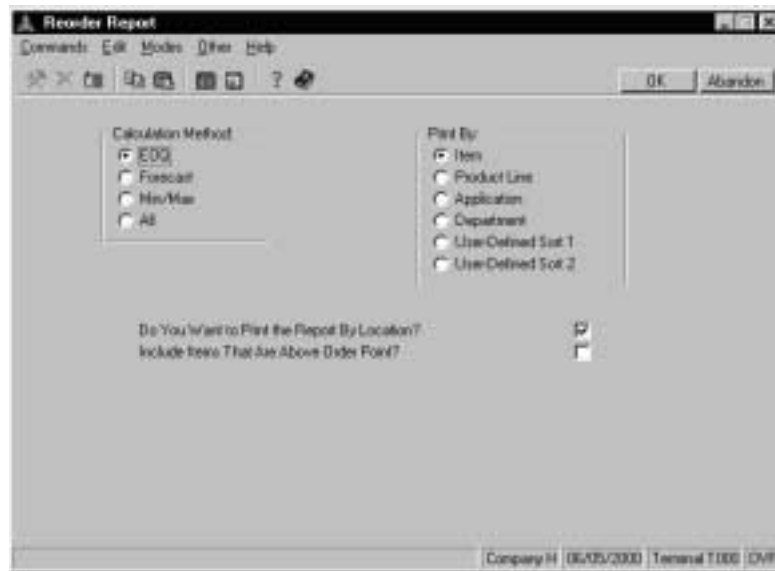 Reorder Report
Commands Edit Modes Other Help
? OK Abandon
Calculation Method:
EOQ
Forecast
Min/Max
All
Print By:
Item
Product Line
Application
Department
User-Defined Sort 1
User-Defined Sort 2
Do You Want to Print the Report By Location?
Include Items That Are Above Order Point?
Company H 06/05/2000 Terminal T000 OVR